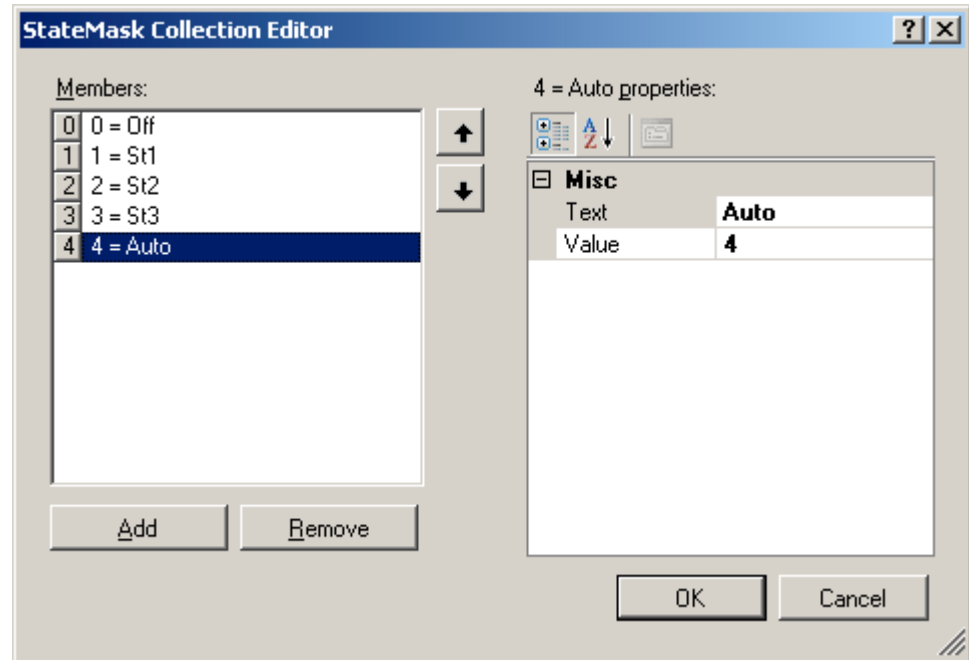 StateMask Collection Editor
Members:
0 0 = Off
1 1 = St1
2 2 = St2
3 3 = St3
4 4 = Auto
Add Remove
4 = Auto properties:
Misc
Text Auto
Value 4
OK Cancel